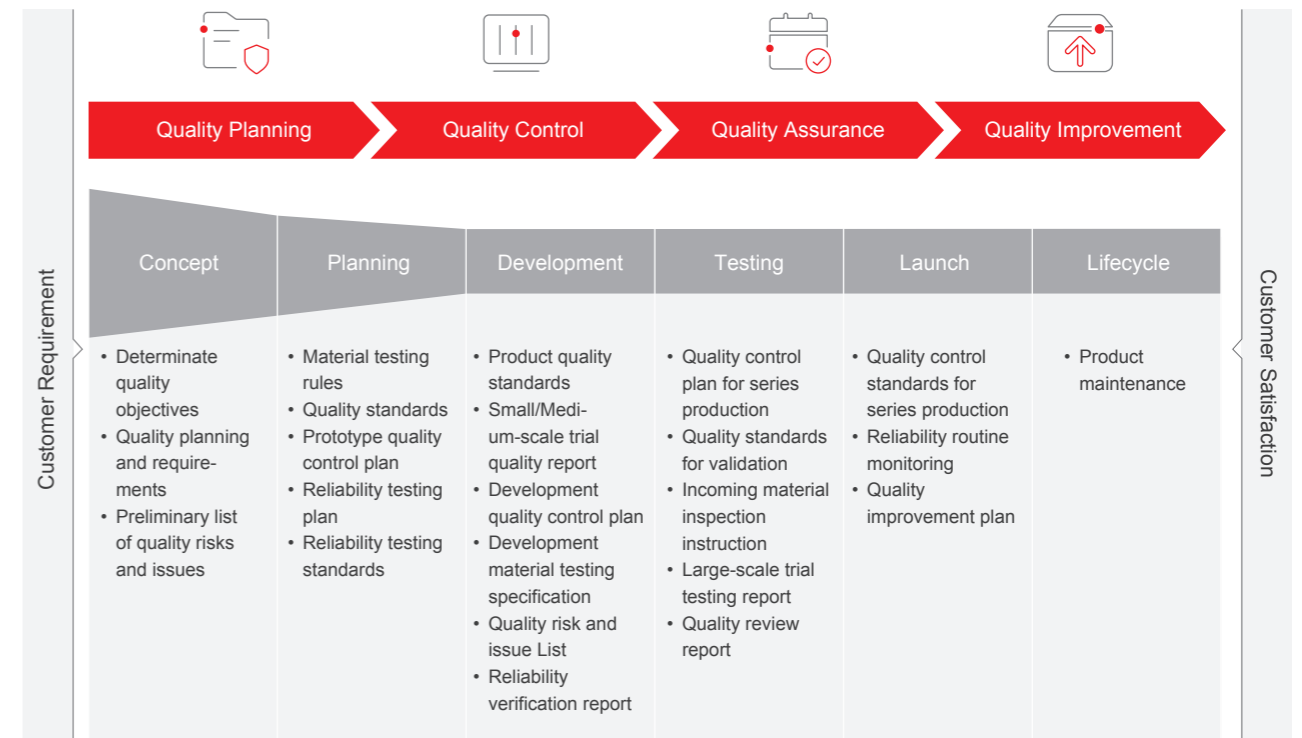 Customer Requirement
Quality Planning
Quality Control
Quality Assurance
Quality Improvement
Concept
Planning
Development
Testing
Launch
Lifecycle
• Determinate
quality
objectives
• Quality planning
and require-
ments
• Preliminary list
of quality risks
and issues
• Material testing
rules
• Quality standards
• Prototype quality
control plan
• Reliability testing
plan
• Reliability testing
standards
• Product quality
standards
• Small/Medi-
um-scale trial
quality report
• Development
quality control plan
• Development
material testing
specification
• Quality risk and
issue List
• Reliability
verification report
• Quality control
plan for series
production
• Quality standards
for validation
• Incoming material
inspection
instruction
• Large-scale trial
testing report
• Quality review
report
• Quality control
standards for
series production
• Reliability routine
monitoring
• Quality
improvement plan
• Product
maintenance
Customer Satisfaction